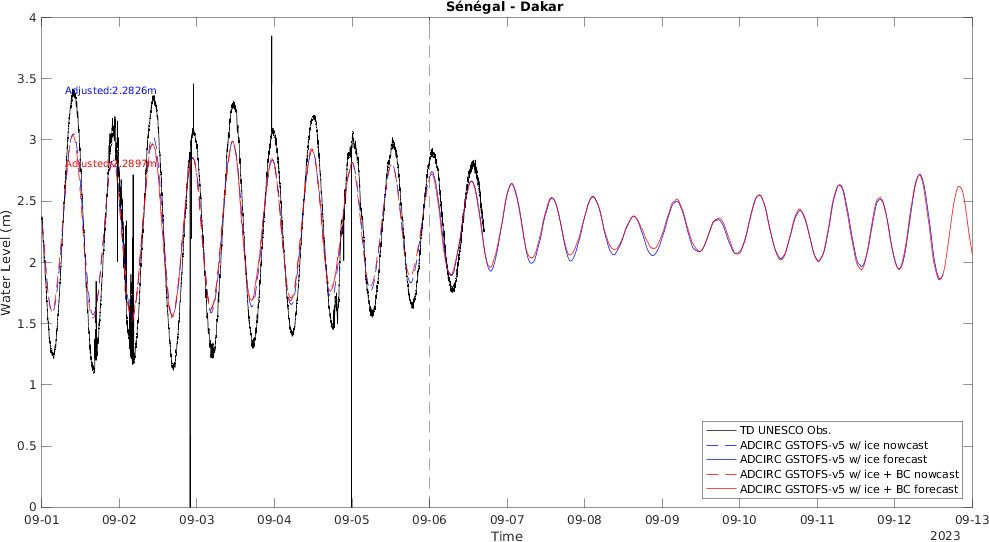 Sénégal - Dakar
4
3.5
3
2.5
2
1.5
1
0.5
0
Water Level (m)
Adjusted:2.2826m
Adjusted:2.2897m
TD UNESCO Obs.
ADCIRC GSTOFS-v5 w/ ice nowcast
ADCIRC GSTOFS-v5 w/ ice forecast
ADCIRC GSTOFS-v5 w/ ice + BC nowcast
ADCIRC GSTOFS-v5 w/ ice + BC forecast
09-01 09-02 09-03 09-04 09-05 09-06 09-07 09-08 09-09 09-10 09-11 09-12 09-13
Time
2023